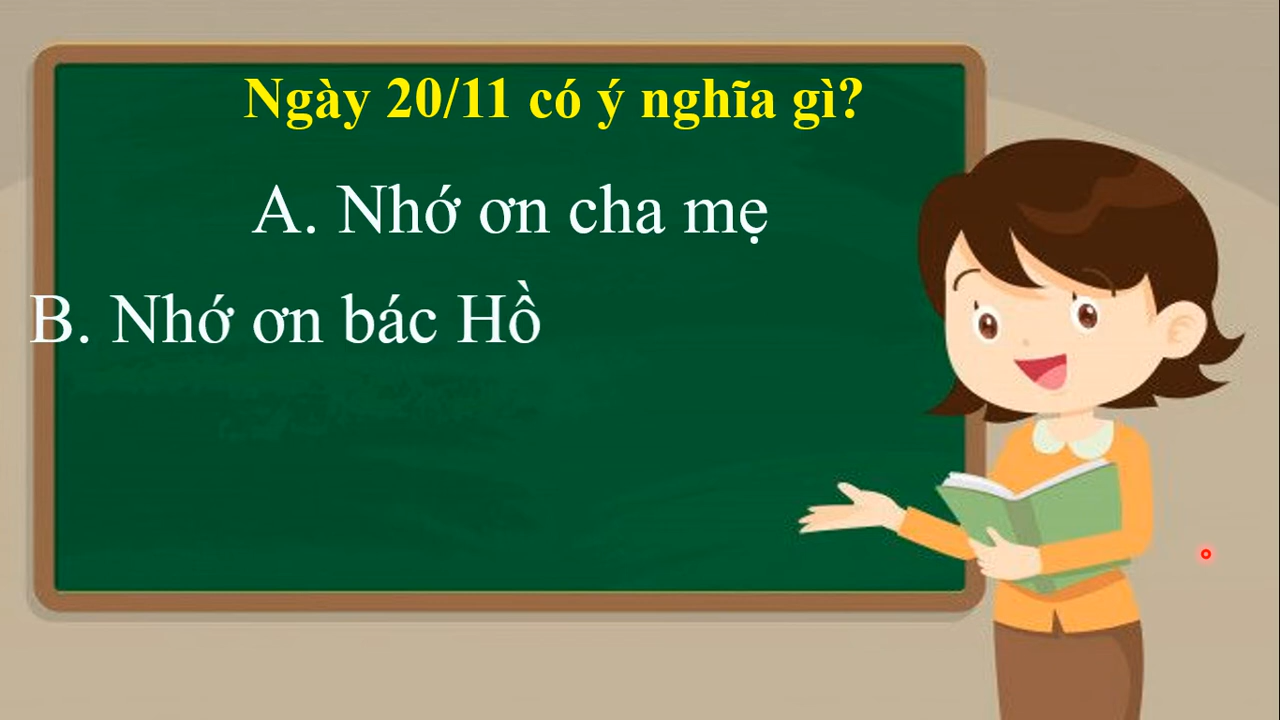 Ngày 20/11 có ý nghĩa gì?
A. Nhớ ơn cha mẹ
B. Nhớ ơn bác Hồ